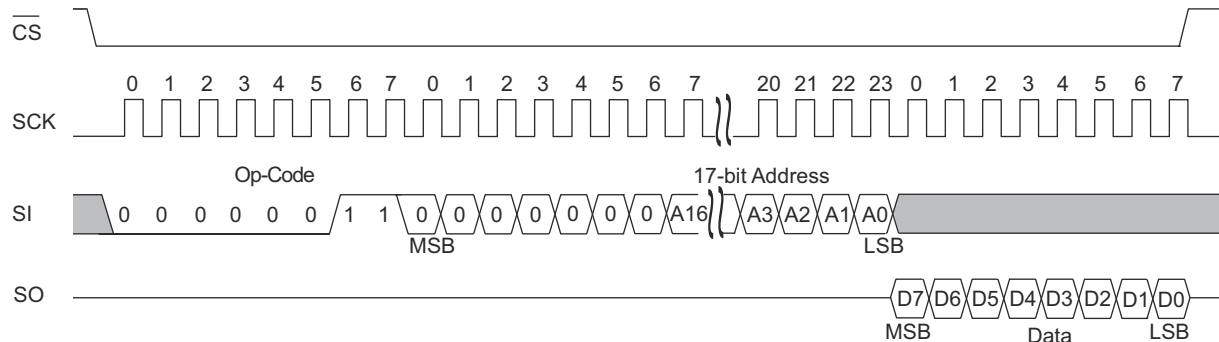 CS
0 1 2 3 4 5 6 7 0 1 2 3 4 5 6 7 20 21 22 23 0 1 2 3 4 5 6 7
SCK
Op-Code 17-bit Address
SI 0 0 0 0 0 0 1 1 0 0 0 0 0 0 0 A16 A3 A2 A1 A0
MSB LSB
SO D7 D6 D5 D4 D3 D2 D1 D0
MSB Data LSB